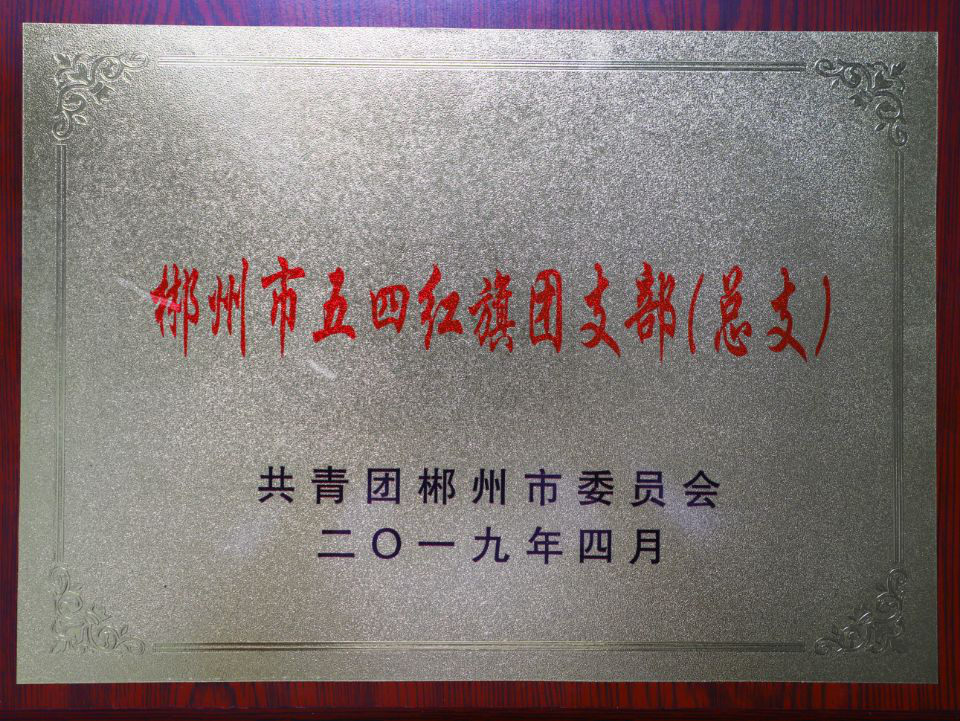 郴州市五四红旗团支部(总支)
共青团郴州市委员会
二〇一九年四月